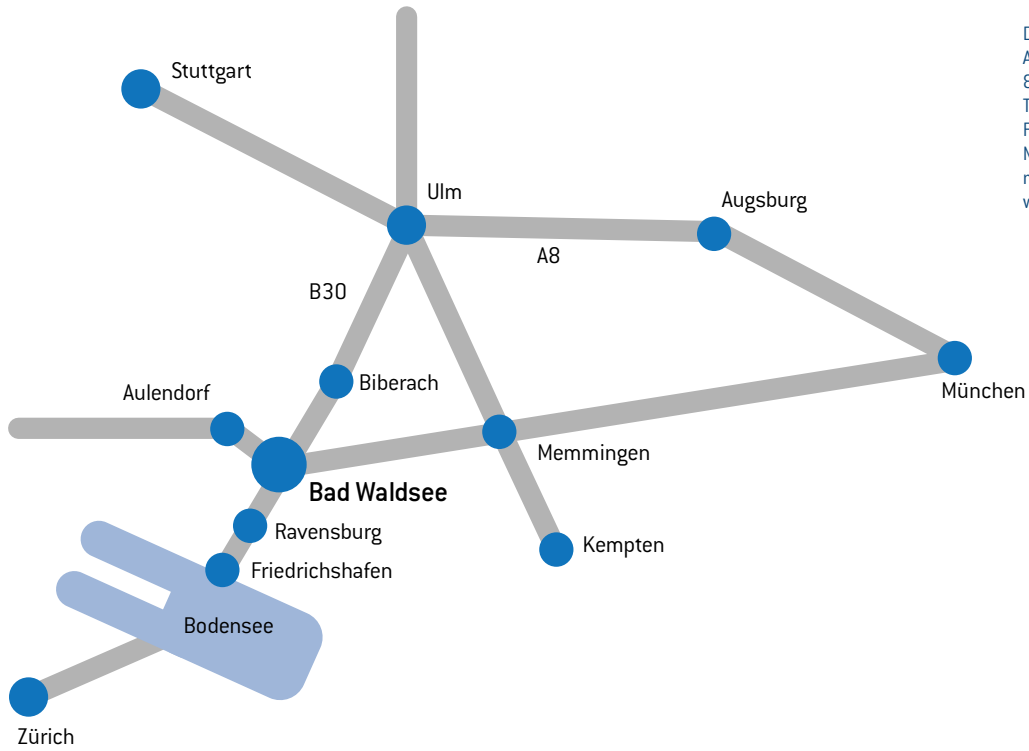 Stuttgart
Ulm
Augsburg
A8
B30
Biberach
Aulendorf
München
Memmingen
Bad Waldsee
Ravensburg
Kempten
Friedrichshafen
Bodensee
Zürich